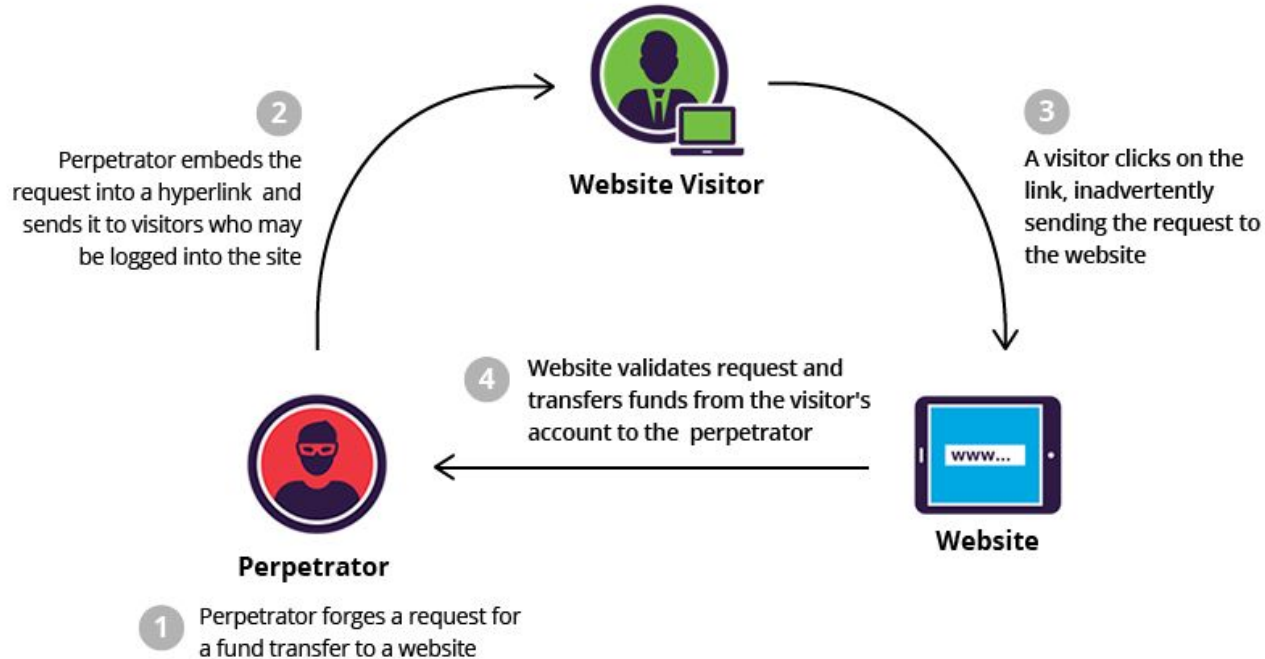 2
Perpetrator embeds the
request into a hyperlink and
sends it to visitors who may
be logged into the site
Website Visitor
3
A visitor clicks on the
link, inadvertently
sending the request to
the website
4
Website validates request and
transfers funds from the visitor's
account to the perpetrator
www...
Website
Perpetrator
1
Perpetrator forges a request for
a fund transfer to a website